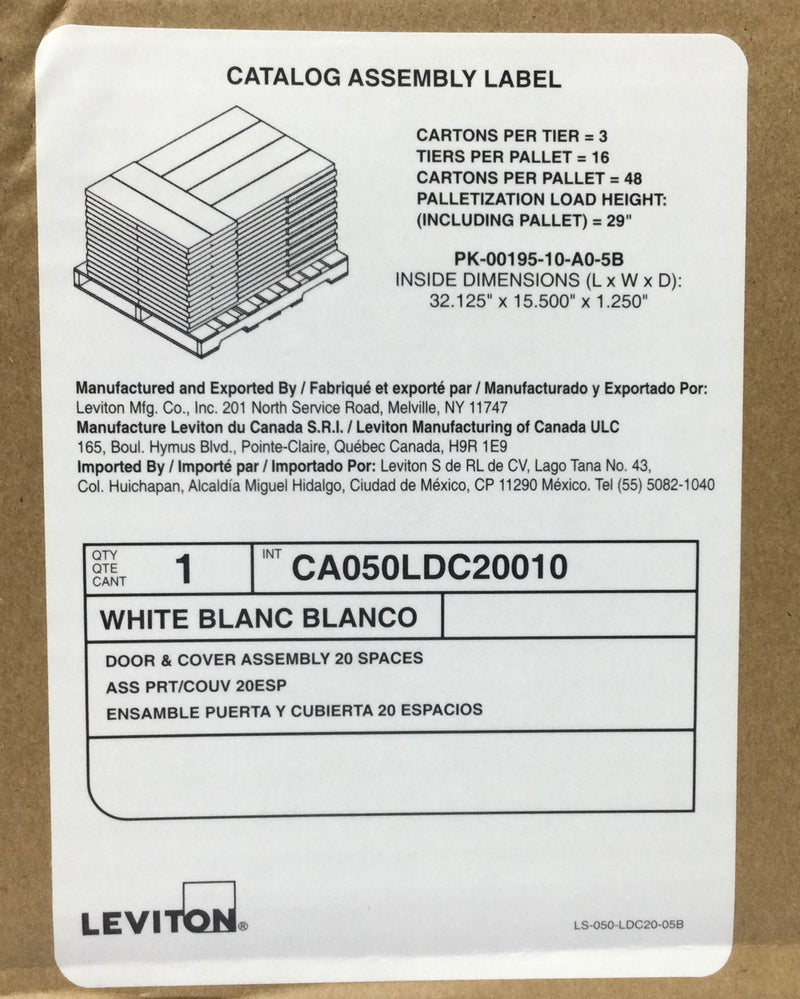 CATALOG ASSEMBLY LABEL
CARTONS PER TIER = 3
TIERS PER PALLET = 16
CARTONS PER PALLET = 48
PALLETIZATION LOAD HEIGHT:
(INCLUDING PALLET) = 29"
PK-00195-10-A0-5B
INSIDE DIMENSIONS (L x W x D):
32.125" x 15.500" x 1.250"
Manufactured and Exported By / Fabriqué et exporté par / Manufacturado y Exportado Por:
Leviton Mfg. Co., Inc. 201 North Service Road, Melville, NY 11747
Manufacture Leviton du Canada S.R.I. / Leviton Manufacturing of Canada ULC
165, Boul. Hymus Blvd., Pointe-Claire, Québec Canada, H9R 1E9
Imported By / Importé par / Importado Por: Leviton S de RL de CV, Lago Tana No. 43,
Col. Huichapan, Alcaldía Miguel Hidalgo, Ciudad de México, CP 11290 México. Tel (55) 5082-1040
QTY
QTE
CANT
1
INT CA050LDC20010
WHITE BLANC BLANCO
DOOR & COVER ASSEMBLY 20 SPACES
ASS PRT/COUV 20ESP
ENSAMBLE PUERTA Y CUBIERTA 20 ESPACIOS
LEVITON®
LS-050-LDC20-05B